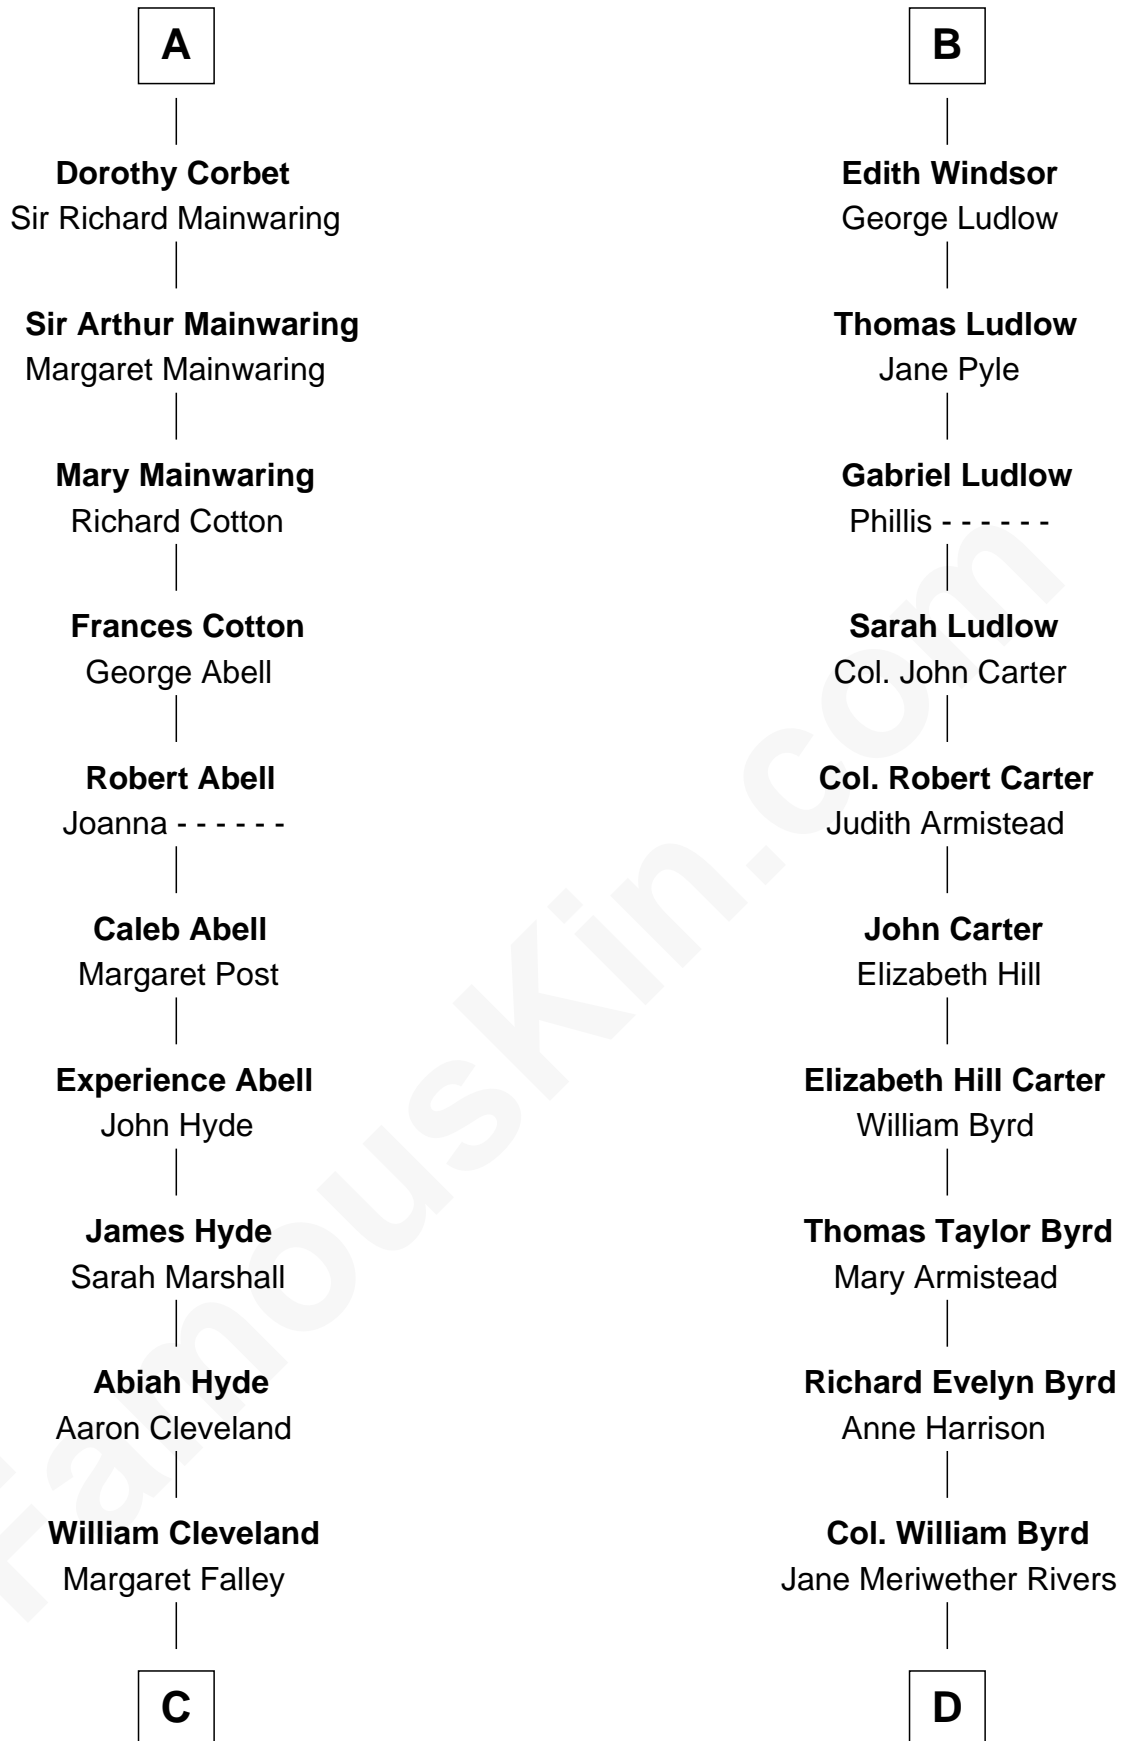 A
Dorothy Corbet
Sir Richard Mainwaring
Sir Arthur Mainwaring
Margaret Mainwaring
Mary Mainwaring
Richard Cotton
Frances Cotton
George Abell
Robert Abell
Joanna - - - - - -
Caleb Abell
Margaret Post
Experience Abell
John Hyde
James Hyde
Sarah Marshall
Abiah Hyde
Aaron Cleveland
William Cleveland
Margaret Falley
C
B
Edith Windsor
George Ludlow
Thomas Ludlow
Jane Pyle
Gabriel Ludlow
Phillis - - - - - -
Sarah Ludlow
Col. John Carter
Col. Robert Carter
Judith Armistead
John Carter
Elizabeth Hill
Elizabeth Hill Carter
William Byrd
Thomas Taylor Byrd
Mary Armistead
Richard Evelyn Byrd
Anne Harrison
Col. William Byrd
Jane Meriwether Rivers
D
FamousKin.com